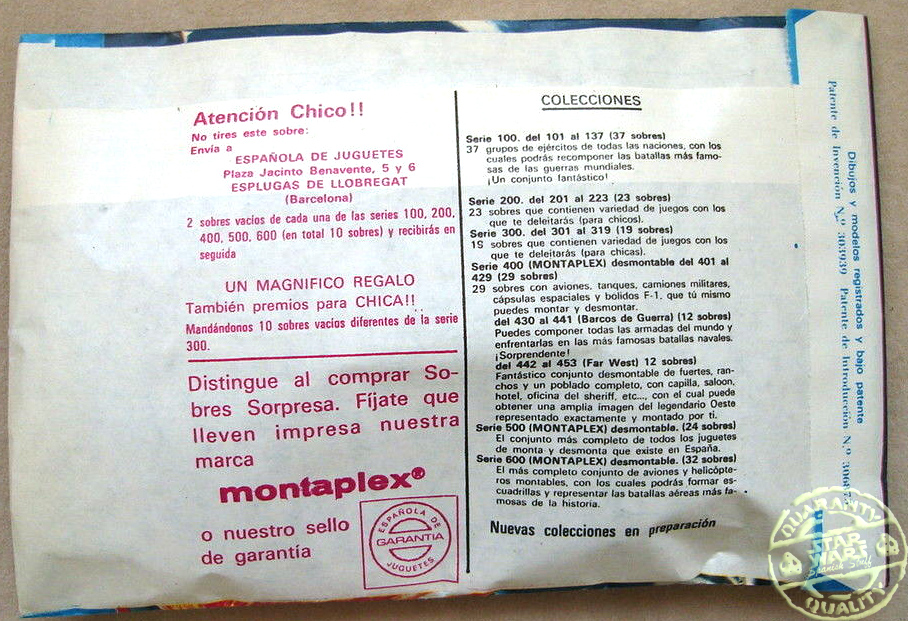 Atención Chico!!
No tires este sobre:
Envía a
ESPAÑOLA DE JUGUETES
Plaza Jacinto Benavente, 5 y 6
ESPLUGAS DE LLOBREGAT
(Barcelona)
2 sobres vacios de cada una de las series 100, 200,
400, 500, 600 (en total 10 sobres) y recibirás en
seguida
UN MAGNIFICO REGALO
También premios para CHICA!!
Mandándonos 10 sobres vacios diferentes de la serie
300.
Distingue al comprar So-
bres Sorpresa. Fíjate que
lleven impresa nuestra
marca
montaplex®
o nuestro sello
de garantía
ESPAÑOLA DE
GARANTIA
JUGUETES
COLECCIONES
Serie 100. del 101 al 137 (37 sobres)
37 grupos de ejércitos de todas las naciones, con los
cuales podrás recomponer las batallas más famo-
sas de las guerras mundiales.
¡Un conjunto fantástico!
Serie 200. del 201 al 223 (23 sobres)
23 sobres que contienen variedad de juegos con los
que te deleitarás (para chicos).
Serie 300. del 301 al 319 (19 sobres)
19 sobres que contienen variedad de juegos con los
que te deleitarás (para chicas).
Serie 400 (MONTAPLEX) desmontable del 401 al
429 (29 sobres)
29 sobres con aviones, tanques, camiones militares,
cápsulas espaciales y bolidos F-1, que tú mismo
puedes montar y desmontar.
del 430 al 441 (Barcos de Guerra) (12 sobres)
Puedes componer todas las armadas del mundo y
enfrentarlas en las más famosas batallas navales.
¡Sorprendente!
del 442 al 453 (Far West) 12 sobres)
Fantástico conjunto desmontable de fuertes, ran-
chos y un poblado completo, con capilla, saloon,
hotel, oficina del sheriff, etc..., con el cual puede
obtener una amplia imagen del legendario Oeste
representado exactamente y montado por ti.
Serie 500 (MONTAPLEX) desmontable. (24 sobres)
El conjunto más completo de todos los juguetes
de monta y desmonta que existe en España.
Serie 600 (MONTAPLEX) desmontable. (32 sobres)
El más completo conjunto de aviones y helicópte-
ros montables, con los cuales podrás formar es-
cuadrillas y representar las batallas aéreas más fa-
mosas de la historia.
Nuevas colecciones en preparación
Dibujos y modelos registrados y bajo patente
Patente de Invención N.º 303939 Patente de Introducción N.º
QUARANTY
STAR
WARS
Spanish Stuff
QUALITY